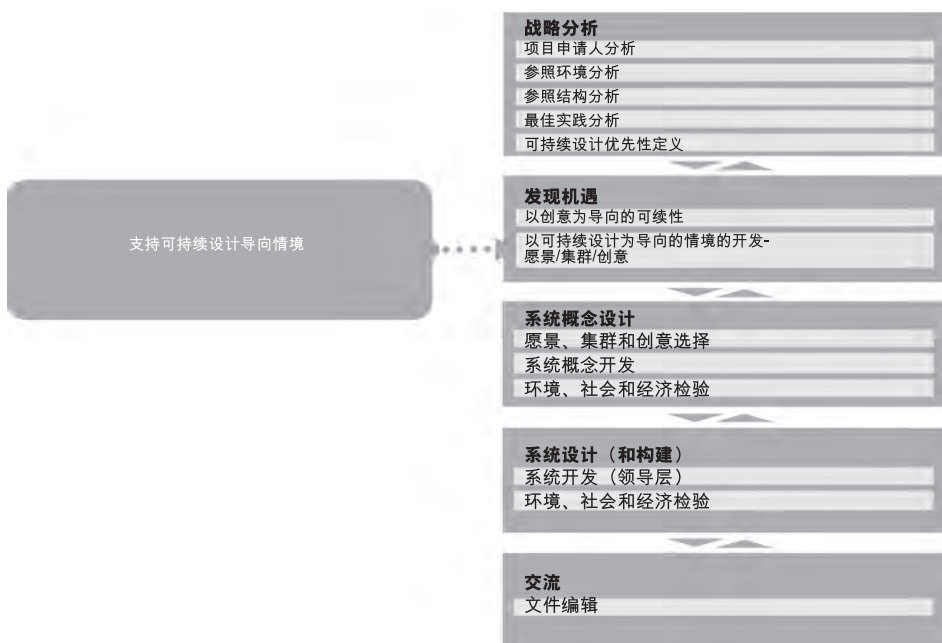 战略分析
项目申请人分析
参照环境分析
参照结构分析
最佳实践分析
可持续设计优先性定义
发现机遇
以创意为导向的可续性
以可持续设计为导向的情境的开发-
愿景/集群/创意
支持可持续设计导向情境
系统概念设计
愿景、集群和创意选择
系统概念开发
环境、社会和经济检验
系统设计（和构建）
系统开发（领导层）
环境、社会和经济检验
交流
文件编辑